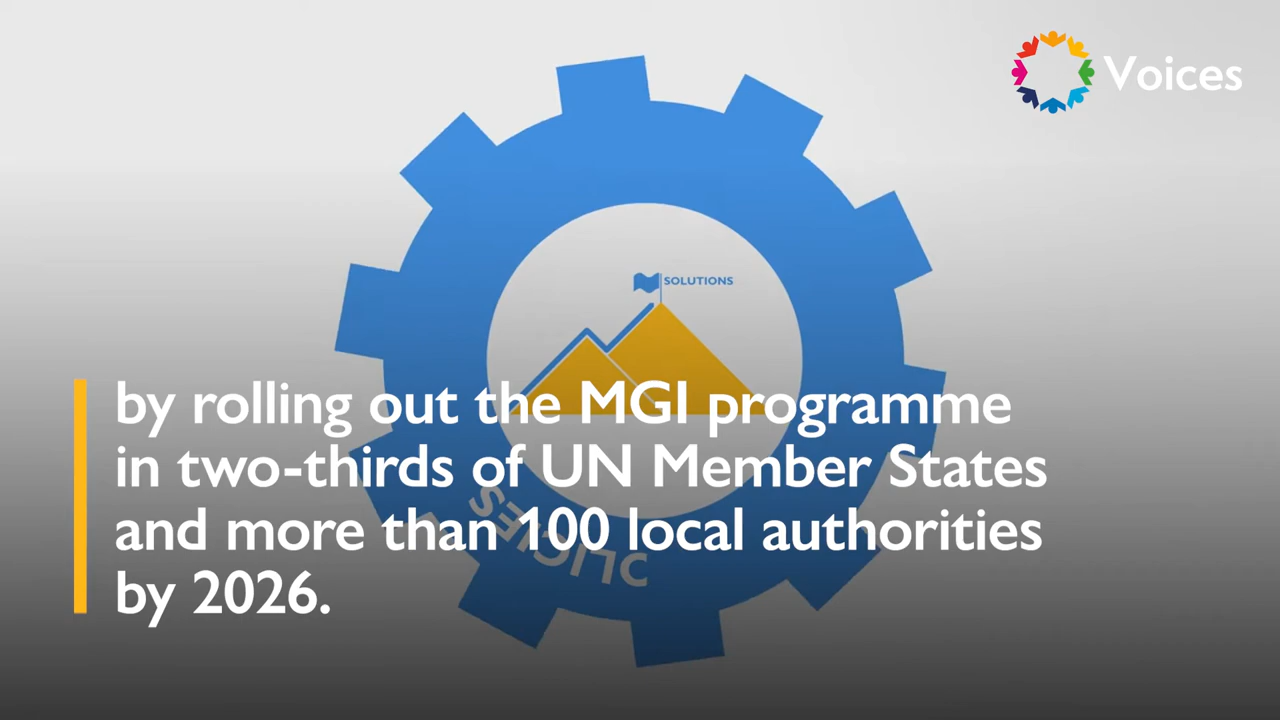 Voices
SOLUTIONS
by rolling out the MGI programme
in two-thirds of UN Member States
and more than 100 local authorities
by 2026.